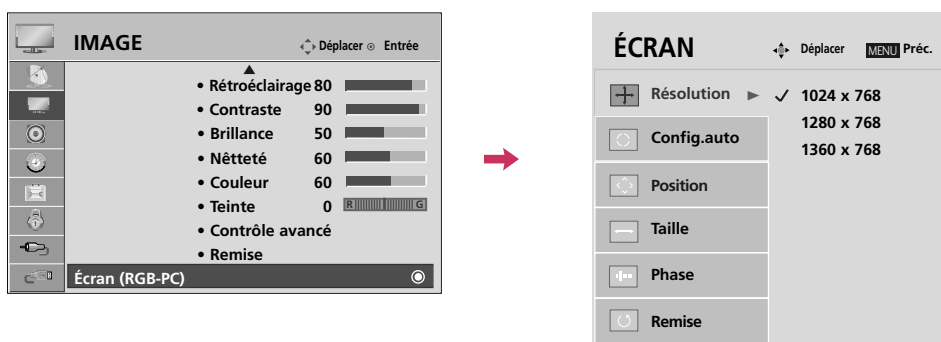 IMAGE
Déplacer Entrée
• Rétroéclairage 80
• Contraste 90
• Brillance 50
• Nêtteté 60
• Couleur 60
• Teinte 0 R G
• Contrôle avancé
• Remise
Écran (RGB-PC)
ÉCRAN
Déplacer MENU Préc.
Résolution ► ✓ 1024 x 768
1280 x 768
1360 x 768
Config.auto
Position
Taille
Phase
Remise